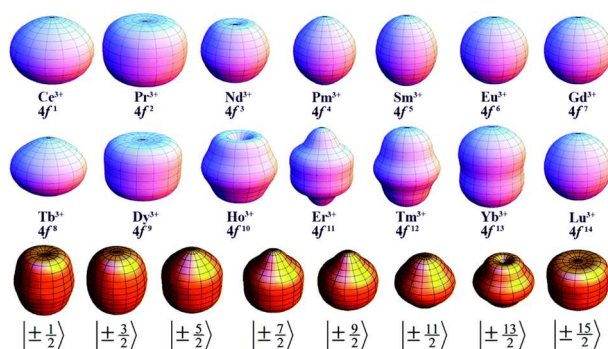 Ce³⁺ Pr³⁺ Nd³⁺ Pm³⁺ Sm³⁺ Eu³⁺ Gd³⁺
4f¹ 4f² 4f³ 4f⁴ 4f⁵ 4f⁶ 4f⁷
Tb³⁺ Dy³⁺ Ho³⁺ Er³⁺ Tm³⁺ Yb³⁺ Lu³⁺
4f⁸ 4f⁹ 4f¹⁰ 4f¹¹ 4f¹² 4f¹³ 4f¹⁴
|± 1/2⟩ |± 3/2⟩ |± 5/2⟩ |± 7/2⟩ |± 9/2⟩ |± 11/2⟩ |± 13/2⟩ |± 15/2⟩